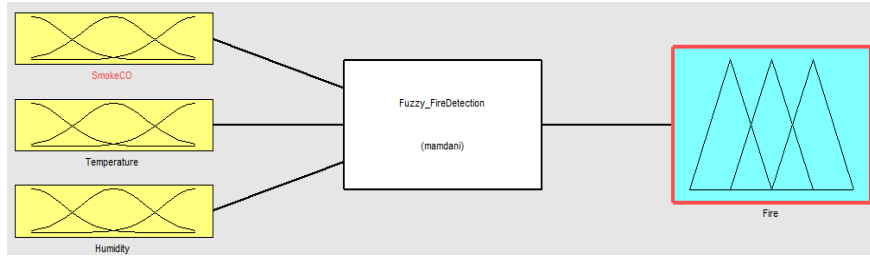 SmokeCO
Temperature
Humidity
Fuzzy_FireDetection
(mamdani)
Fire